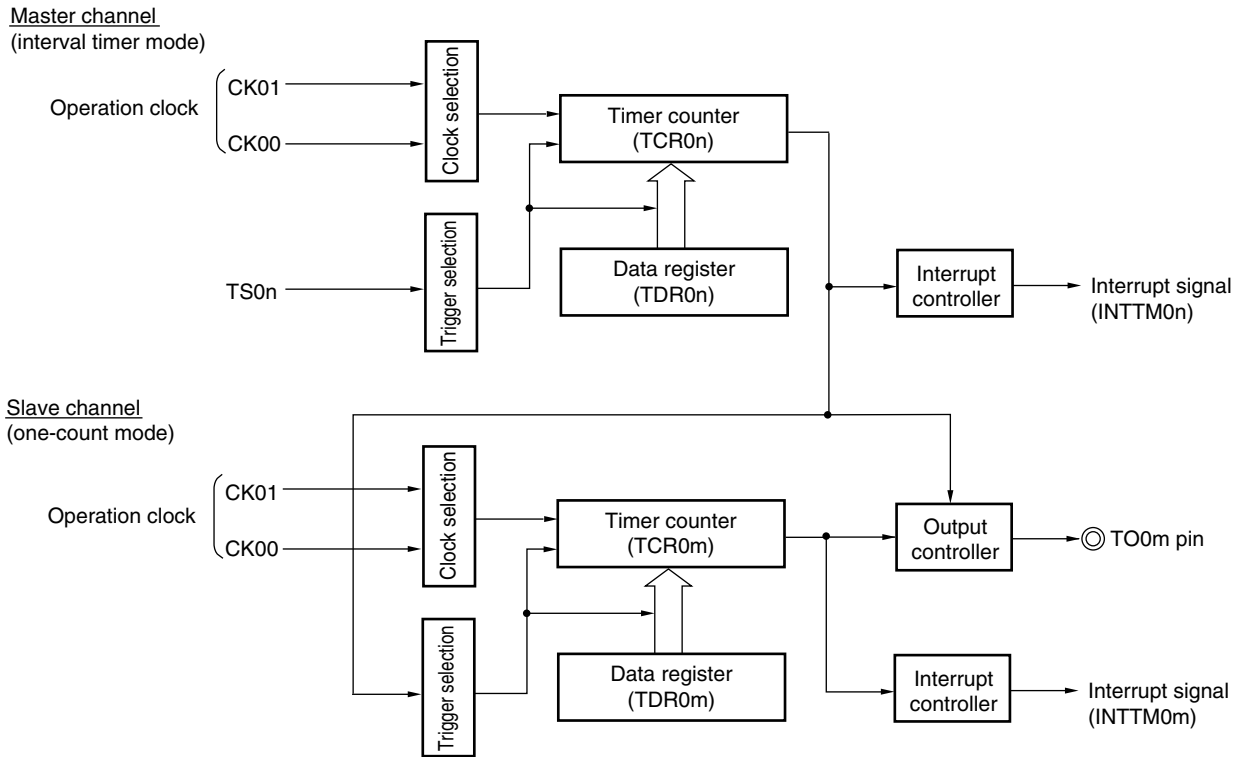 Master channel
(interval timer mode)
Operation clock
CK01
CK00
Clock selection
Timer counter
(TCR0n)
TS0n
Trigger selection
Data register
(TDR0n)
Interrupt
controller
Interrupt signal
(INTTM0n)
Slave channel
(one-count mode)
Operation clock
CK01
CK00
Clock selection
Timer counter
(TCR0m)
Output
controller
TO0m pin
Trigger selection
Data register
(TDR0m)
Interrupt
controller
Interrupt signal
(INTTM0m)